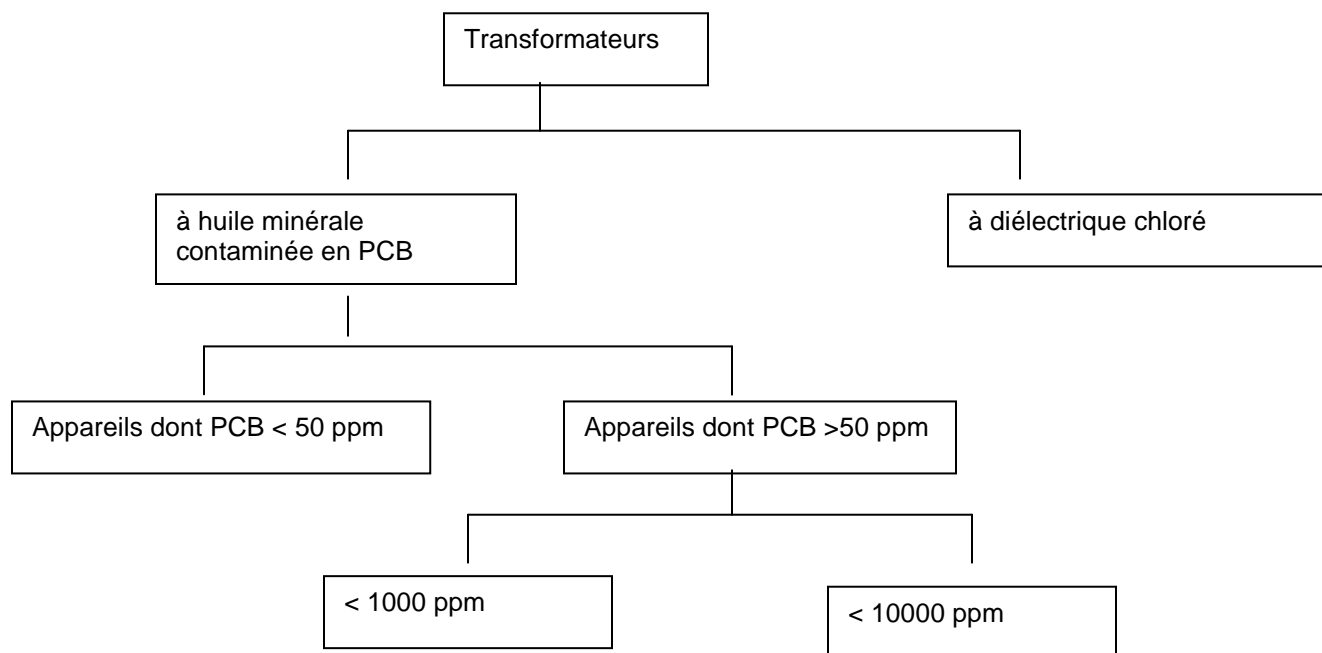 Transformateurs
à huile minérale
contaminée en PCB
à diélectrique chloré
Appareils dont PCB < 50 ppm
Appareils dont PCB >50 ppm
< 1000 ppm
< 10000 ppm